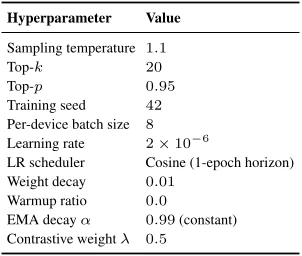 Hyperparameter Value
Sampling temperature 1.1
Top-k 20
Top-p 0.95
Training seed 42
Per-device batch size 8
Learning rate 2 × 10⁻⁶
LR scheduler Cosine (1-epoch horizon)
Weight decay 0.01
Warmup ratio 0.0
EMA decay α 0.99 (constant)
Contrastive weight λ 0.5